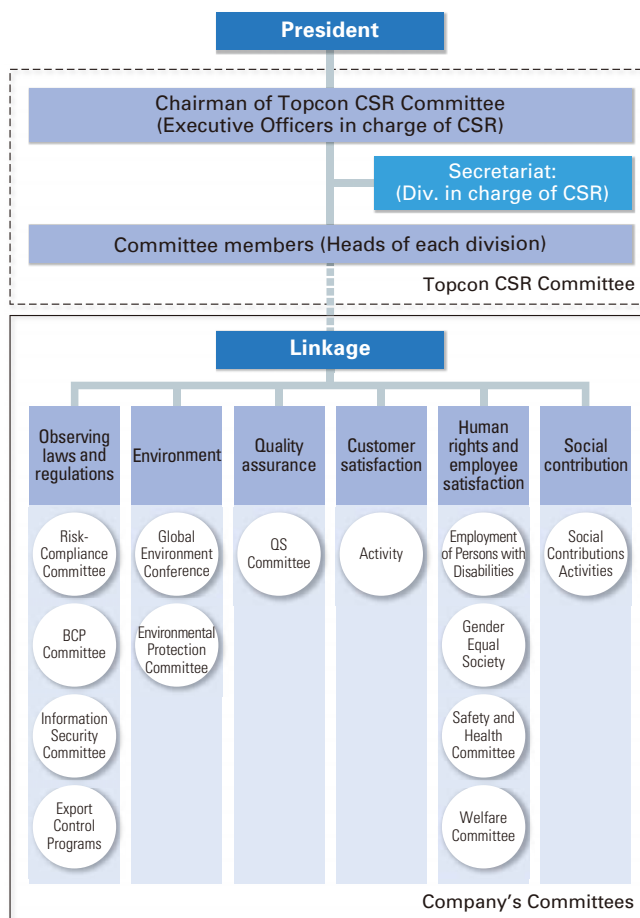 President
Chairman of Topcon CSR Committee
(Executive Officers in charge of CSR)
Secretariat:
(Div. in charge of CSR)
Committee members (Heads of each division)
Topcon CSR Committee
Linkage
Observing
laws and
regulations
Environment
Quality
assurance
Customer
satisfaction
Human
rights and
employee
satisfaction
Social
contribution
Risk-
Compliance
Committee
BCP
Committee
Information
Security
Committee
Export
Control
Programs
Global
Environment
Conference
Environmental
Protection
Committee
QS
Committee
Activity
Employment
of Persons with
Disabilities
Gender
Equal
Society
Safety and
Health
Committee
Welfare
Committee
Social
Contributions
Activities
Company's Committees